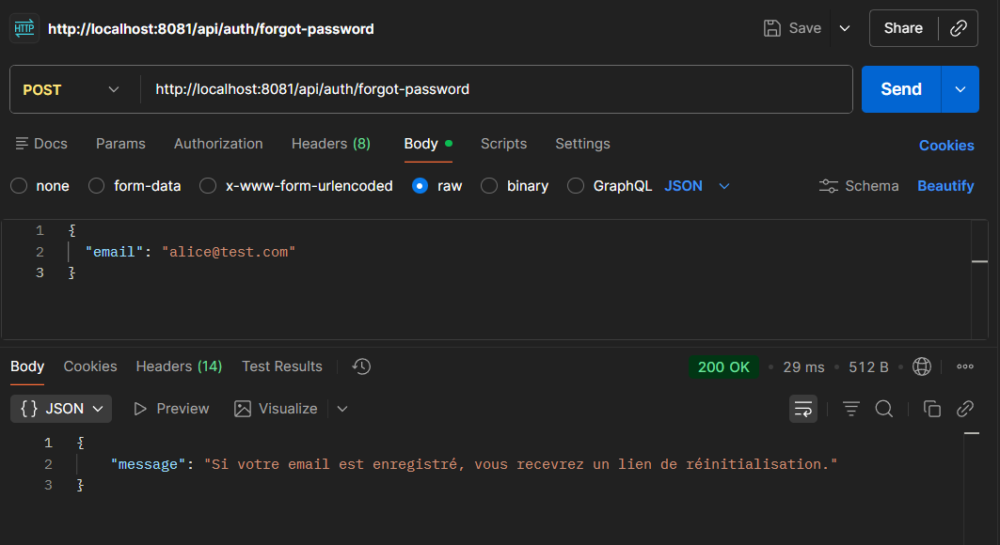 HTTP http://localhost:8081/api/auth/forgot-password Save Share
POST http://localhost:8081/api/auth/forgot-password Send
Docs Params Authorization Headers (8) Body Scripts Settings Cookies
none form-data x-www-form-urlencoded raw binary GraphQL JSON Schema Beautify
1 {
2 "email": "alice@test.com"
3 }
Body Cookies Headers (14) Test Results 200 OK • 29 ms • 512 B •
{} JSON Preview Visualize
1 {
2 "message": "Si votre email est enregistré, vous recevrez un lien de réinitialisation."
3 }